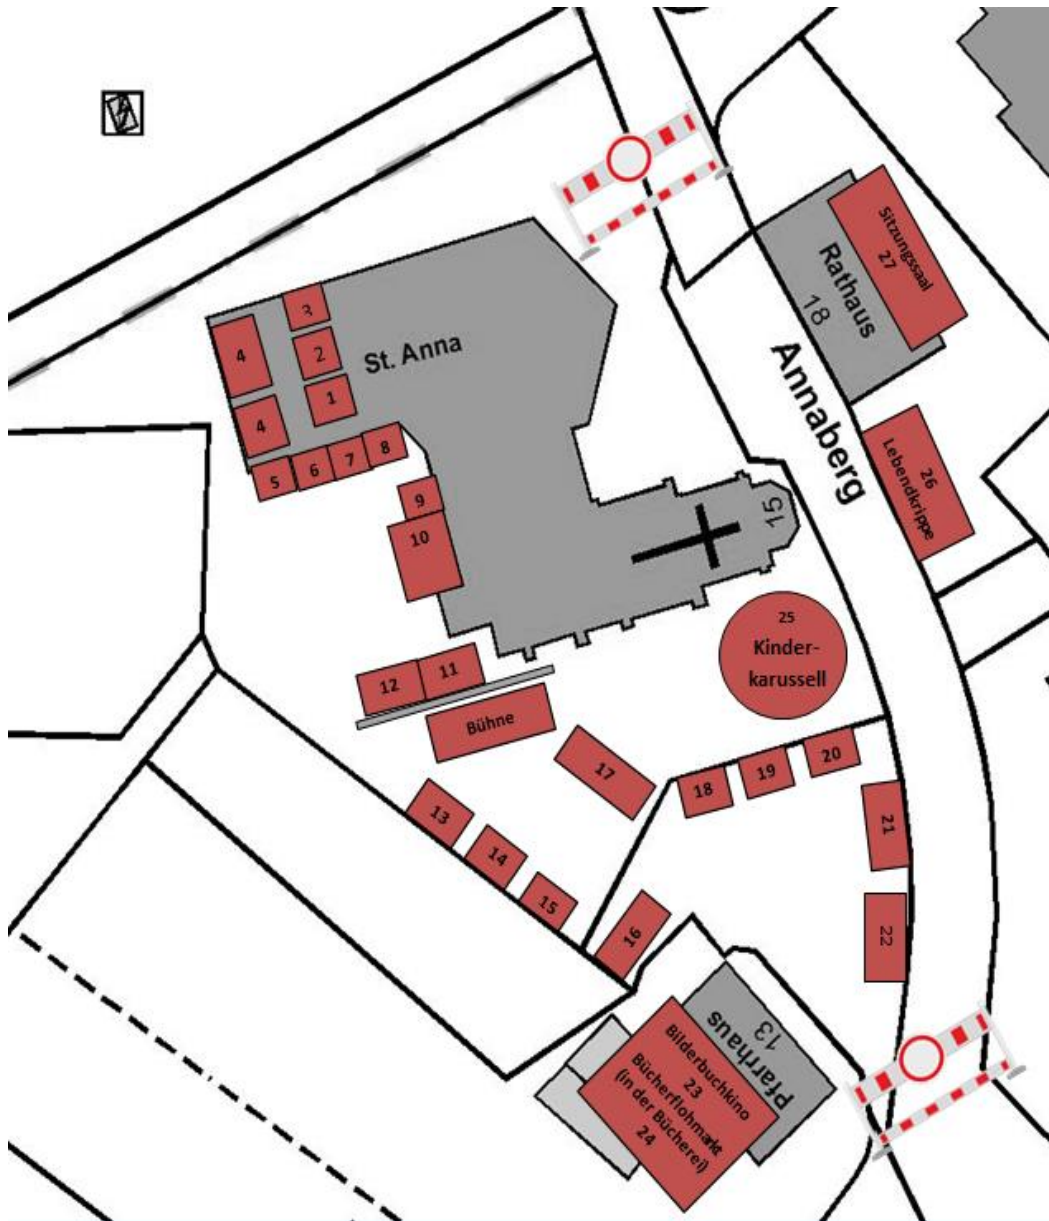 Sitzungssaal
27
Rathaus
18
3
4
2
St. Anna
1
4
Annaberg
8
7
6
5
26
Lebendkrippe
9
15
10
25
Kinder-
karussell
11
12
Bühne
20
17
19
18
13
21
14
15
16
22
Pfarrhaus
13
Bilderbuchkino
23
Bücherflohmarkt
(in der Bücherei)
24